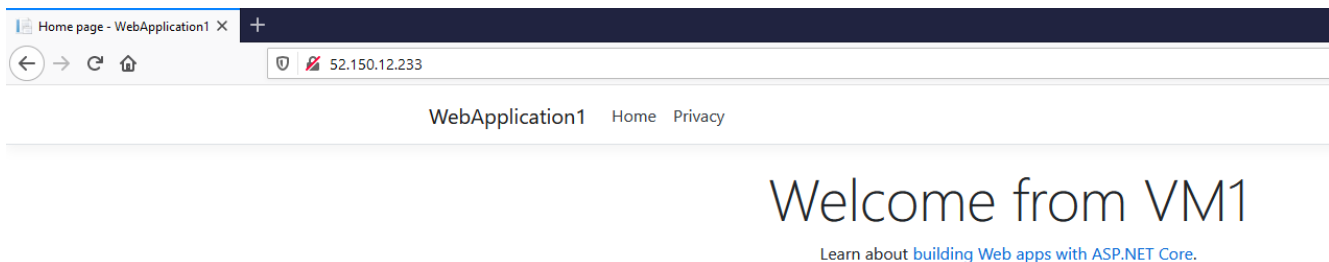 Home page - WebApplication1
52.150.12.233
WebApplication1 Home Privacy
Welcome from VM1
Learn about building Web apps with ASP.NET Core.